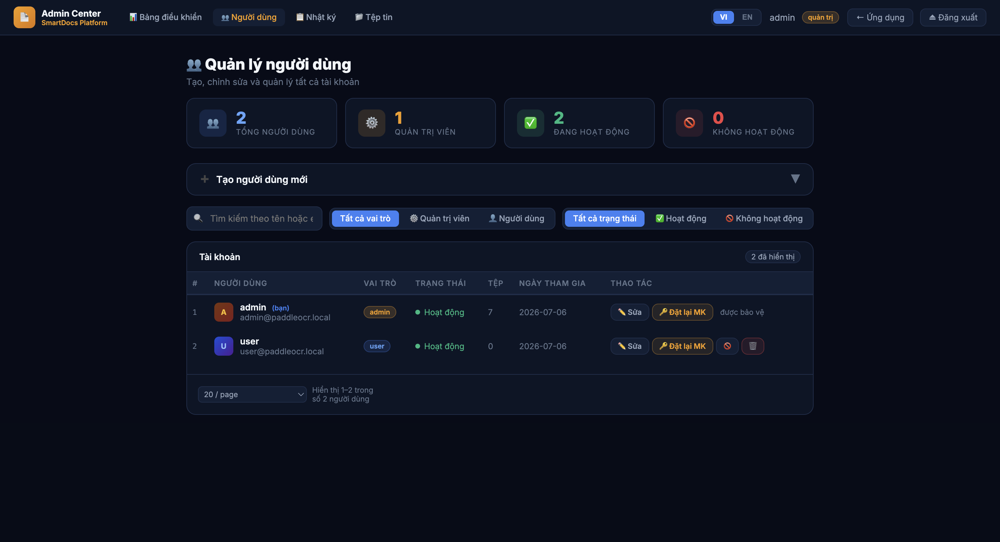 Admin Center
SmartDocs Platform
Bảng điều khiển
Người dùng
Nhật ký
Tệp tin
VI EN
admin
quản trị
← Ứng dụng
⏏ Đăng xuất
Quản lý người dùng
Tạo, chỉnh sửa và quản lý tất cả tài khoản
2
TỔNG NGƯỜI DÙNG
1
QUẢN TRỊ VIÊN
2
ĐANG HOẠT ĐỘNG
0
KHÔNG HOẠT ĐỘNG
Tạo người dùng mới
Tìm kiếm theo tên hoặc
Tất cả vai trò Quản trị viên Người dùng
Tất cả trạng thái Hoạt động Không hoạt động
Tài khoản
2 đã hiển thị
# NGƯỜI DÙNG VAI TRÒ TRẠNG THÁI TỆP NGÀY THAM GIA THAO TÁC
1 A admin (bạn) admin Hoạt động 7 2026-07-06 Sửa Đặt lại MK được bảo vệ
admin@paddleocr.local
2 U user user Hoạt động 0 2026-07-06 Sửa Đặt lại MK
user@paddleocr.local
20 / page
Hiển thị 1–2 trong
số 2 người dùng